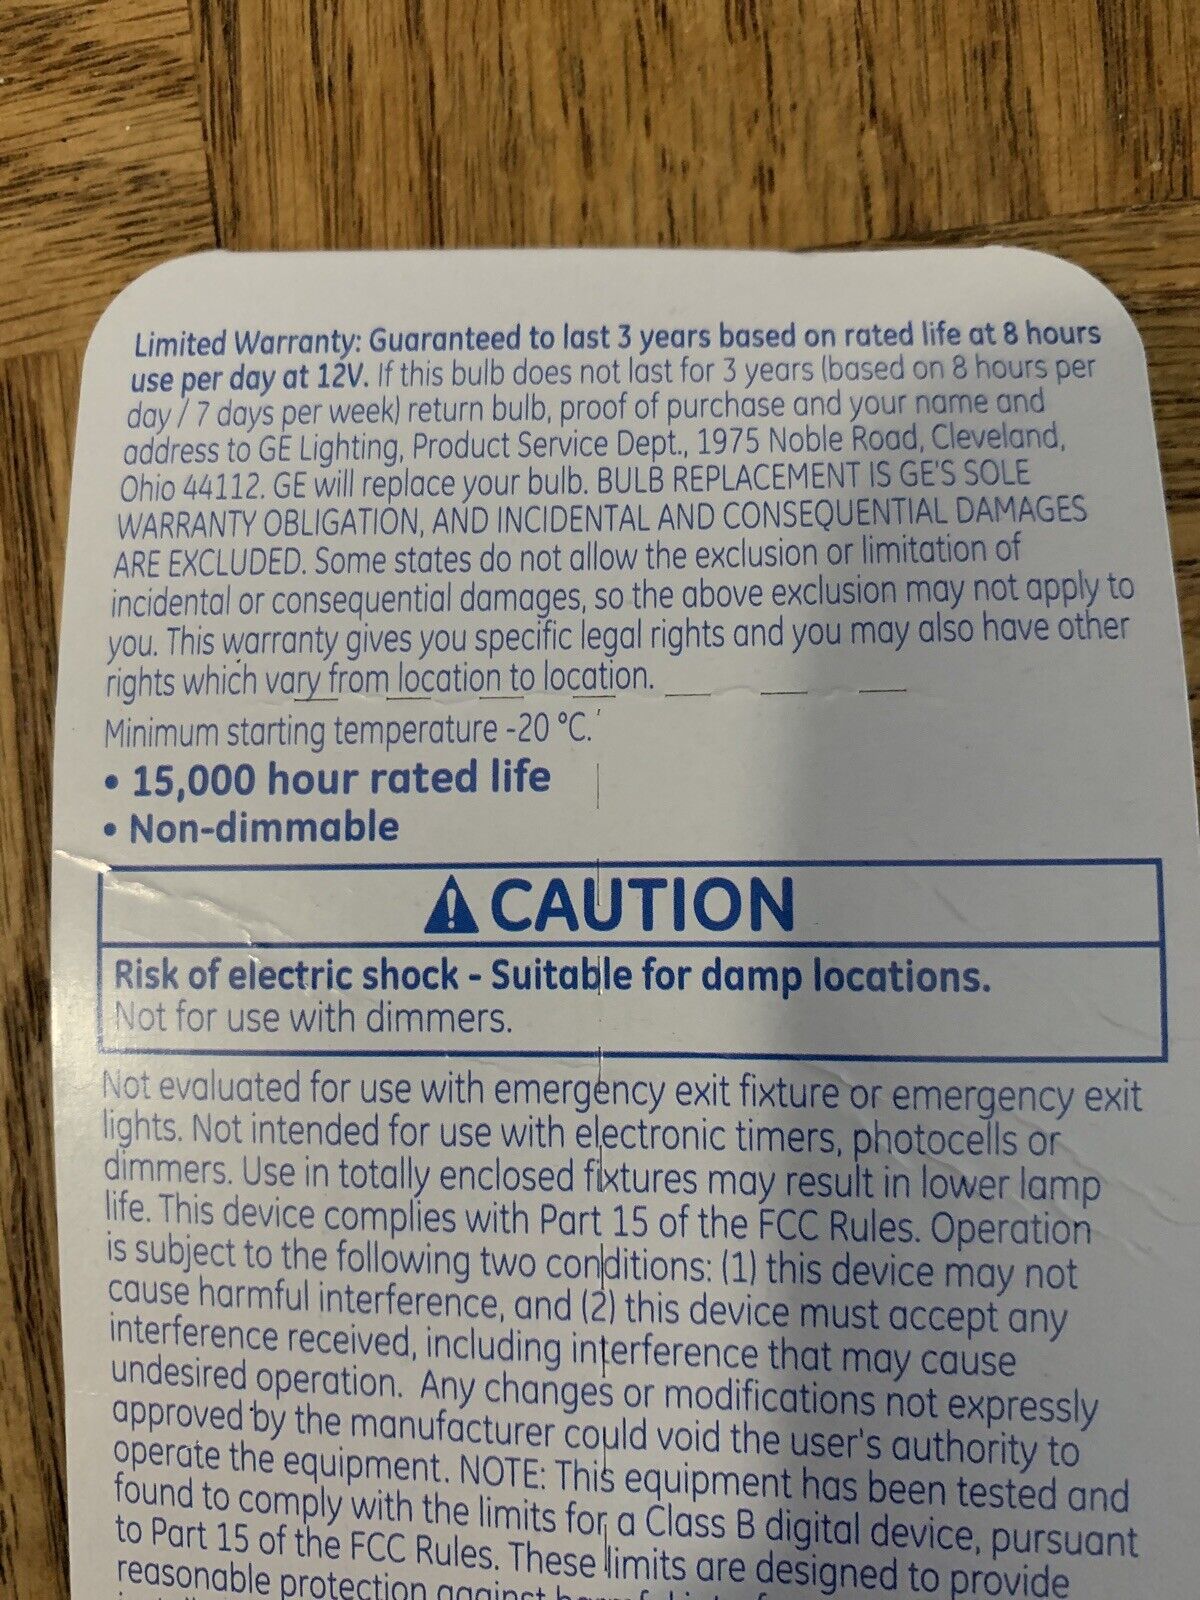 Limited Warranty: Guaranteed to last 3 years based on rated life at 8 hours
use per day at 12V. If this bulb does not last for 3 years (based on 8 hours per
day / 7 days per week) return bulb, proof of purchase and your name and
address to GE Lighting, Product Service Dept., 1975 Noble Road, Cleveland,
Ohio 44112. GE will replace your bulb. BULB REPLACEMENT IS GE'S SOLE
WARRANTY OBLIGATION, AND INCIDENTAL AND CONSEQUENTIAL DAMAGES
ARE EXCLUDED. Some states do not allow the exclusion or limitation of
incidental or consequential damages, so the above exclusion may not apply to
you. This warranty gives you specific legal rights and you may also have other
rights which vary from location to location.
Minimum starting temperature -20 °C.
• 15,000 hour rated life
• Non-dimmable
CAUTION
Risk of electric shock - Suitable for damp locations.
Not for use with dimmers.
Not evaluated for use with emergency exit fixture or emergency exit
lights. Not intended for use with electronic timers, photocells or
dimmers. Use in totally enclosed fixtures may result in lower lamp
life. This device complies with Part 15 of the FCC Rules. Operation
is subject to the following two conditions: (1) this device may not
cause harmful interference, and (2) this device must accept any
interference received, including interference that may cause
undesired operation. Any changes or modifications not expressly
approved by the manufacturer could void the user's authority to
operate the equipment. NOTE: This equipment has been tested and
found to comply with the limits for a Class B digital device, pursuant
to Part 15 of the FCC Rules. These limits are designed to provide
reasonable protection against